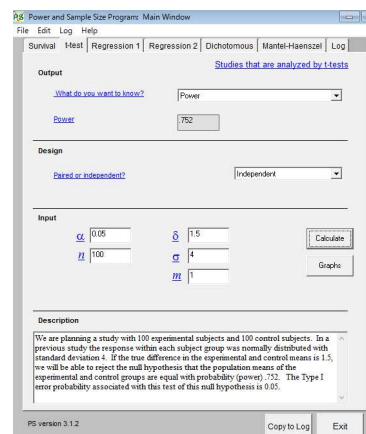 PS Power and Sample Size Program: Main Window
File Edit Log Help
Survival t-test Regression 1 Regression 2 Dichotomous Mantel-Haenszel Log
Studies that are analyzed by t-tests
Output
What do you want to know? Power
Power .752
Design
Paired or independent? Independent
Input
α 0.05 δ 1.5
n 100 σ 4
m 1
Calculate
Graphs
Description
We are planning a study with 100 experimental subjects and 100 control subjects. In a
previous study the response within each subject group was normally distributed with
standard deviation 4. If the true difference in the experimental and control means is 1.5,
we will be able to reject the null hypothesis that the population means of the
experimental and control groups are equal with probability (power) .752. The Type I
error probability associated with this test of this null hypothesis is 0.05.
PS version 3.1.2 Copy to Log Exit